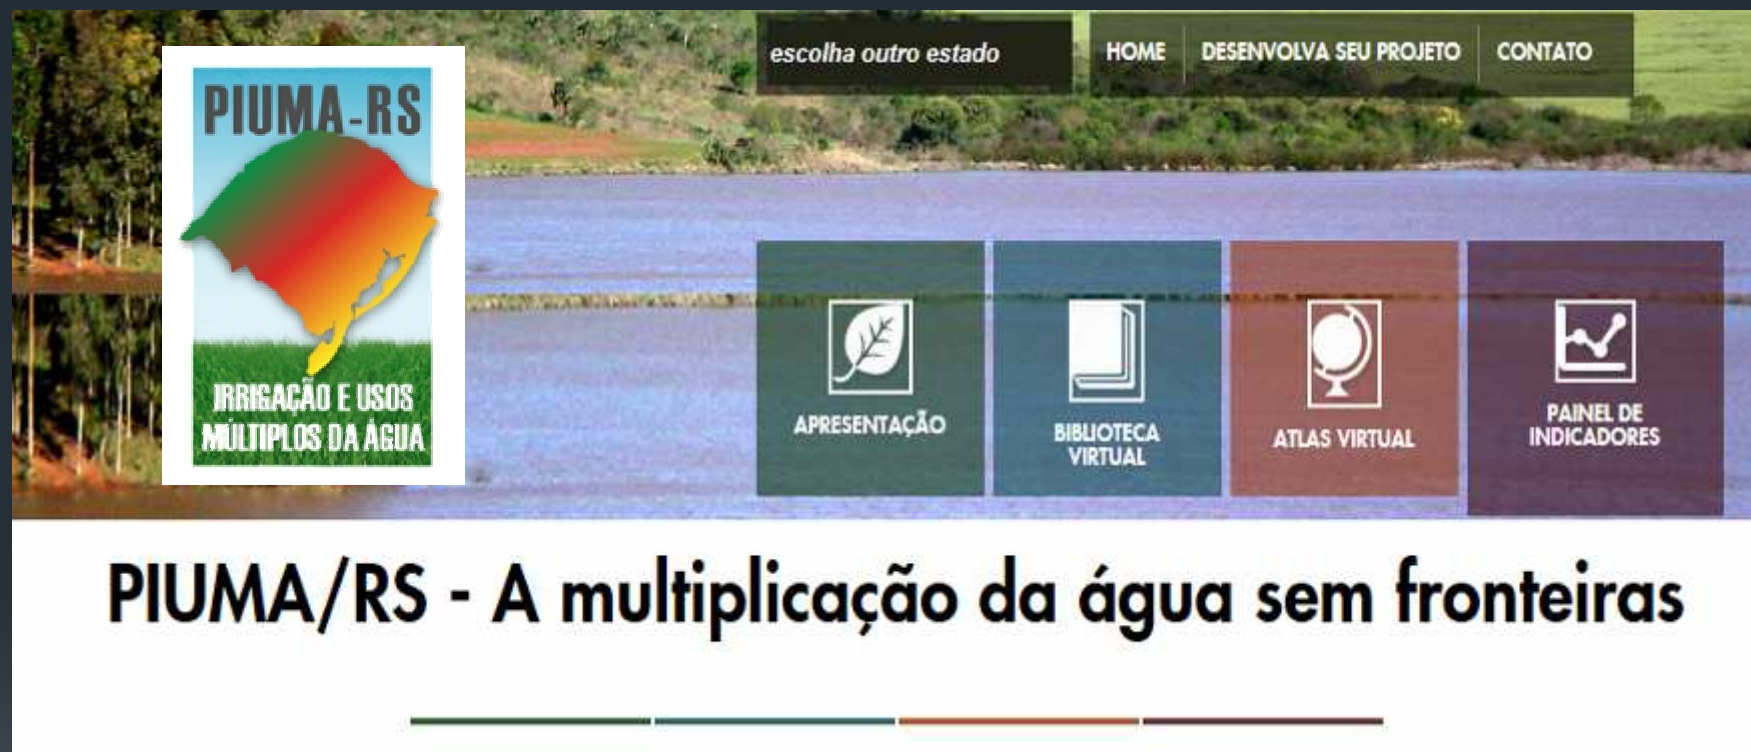 escolha outro estado
HOME
DESENVOLVA SEU PROJETO
CONTATO
PIUMA-RS
IRRIGAÇÃO E USOS
MÚLTIPLOS DA ÁGUA
APRESENTAÇÃO
BIBLIOTECA
VIRTUAL
ATLAS VIRTUAL
PAINEL DE
INDICADORES
PIUMA/RS - A multiplicação da água sem fronteiras